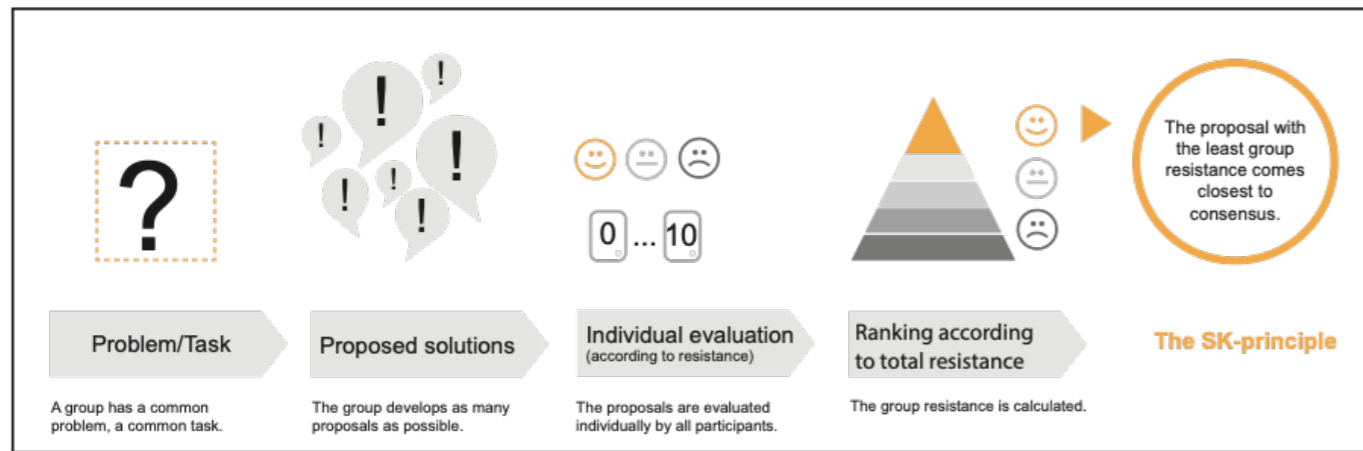 ?
!
!
!
!
!
!
!
0 ... 10
The proposal with
the least group
resistance comes
closest to
consensus.
Problem/Task
Proposed solutions
Individual evaluation
(according to resistance)
Ranking according
to total resistance
The SK-principle
A group has a common
problem, a common task.
The group develops as many
proposals as possible.
The proposals are evaluated
individually by all participants.
The group resistance is calculated.